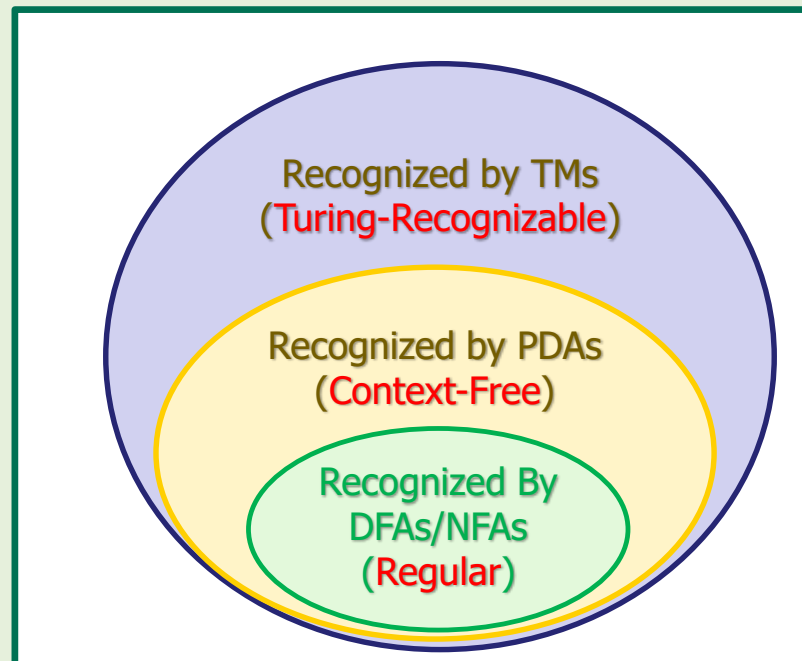 Recognized by TMs
(Turing-Recognizable)
Recognized by PDAs
(Context-Free)
Recognized By
DFAs/NFAs
(Regular)